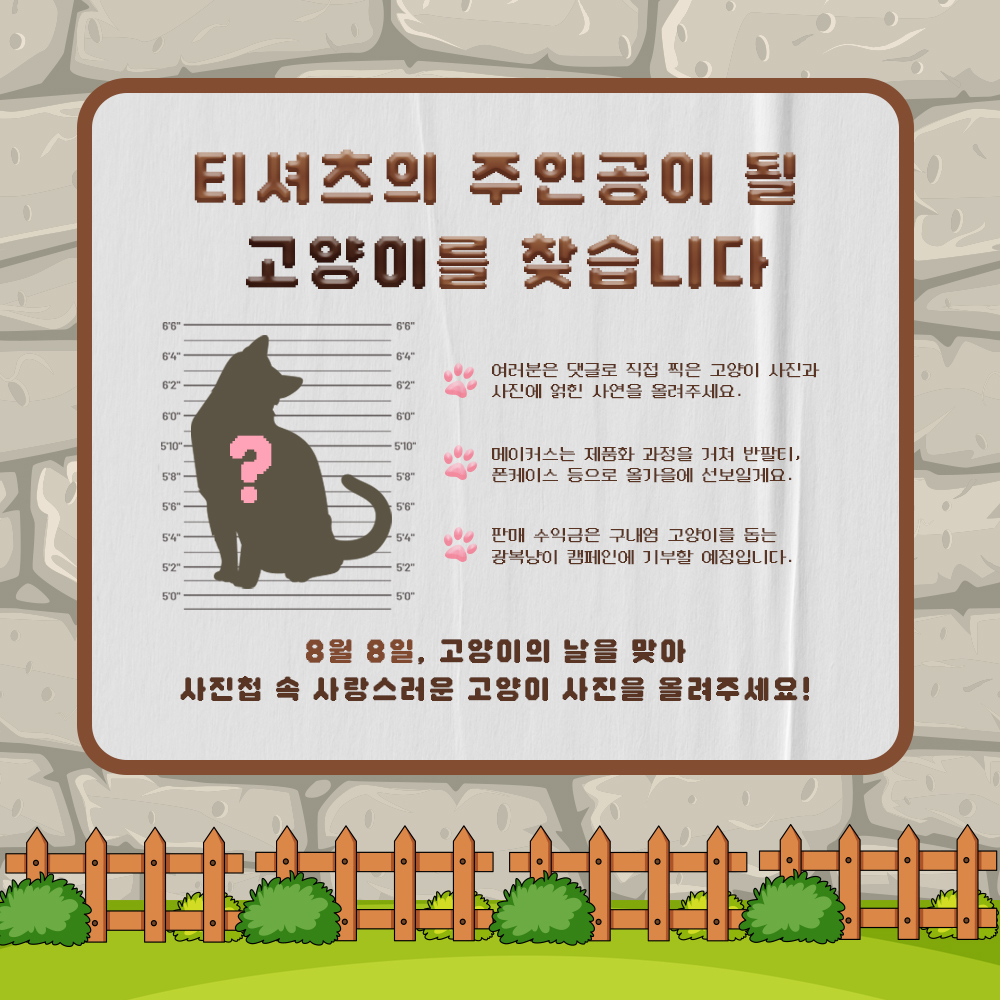 티셔츠의 주인공이 될
고양이를 찾습니다
6'6" 6'6"
6'4" 6'4"
6'2" 6'2"
6'0" 6'0"
5'10" 5'10"
5'8" 5'8"
5'6" 5'6"
5'4" 5'4"
5'2" 5'2"
5'0" 5'0"
?
여러분은 댓글로 직접 찍은 고양이 사진과
사진에 얽힌 사연을 올려주세요.
메이커스는 제품화 과정을 거쳐 반팔티,
폰케이스 등으로 올가을에 선보일게요.
판매 수익금은 구내염 고양이를 돕는
광복냥이 캠페인에 기부할 예정입니다.
8월 8일, 고양이의 날을 맞아
사진첩 속 사랑스러운 고양이 사진을 올려주세요!